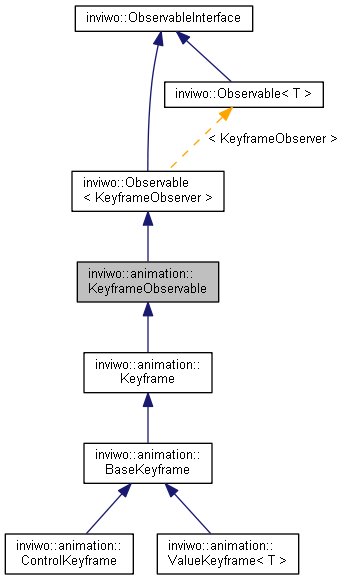 inviwo::ObservableInterface
inviwo::Observable< T >
< KeyframeObserver >
inviwo::Observable
< KeyframeObserver >
inviwo::animation::
KeyframeObservable
inviwo::animation::
Keyframe
inviwo::animation::
BaseKeyframe
inviwo::animation::
ControlKeyframe
inviwo::animation::
ValueKeyframe< T >